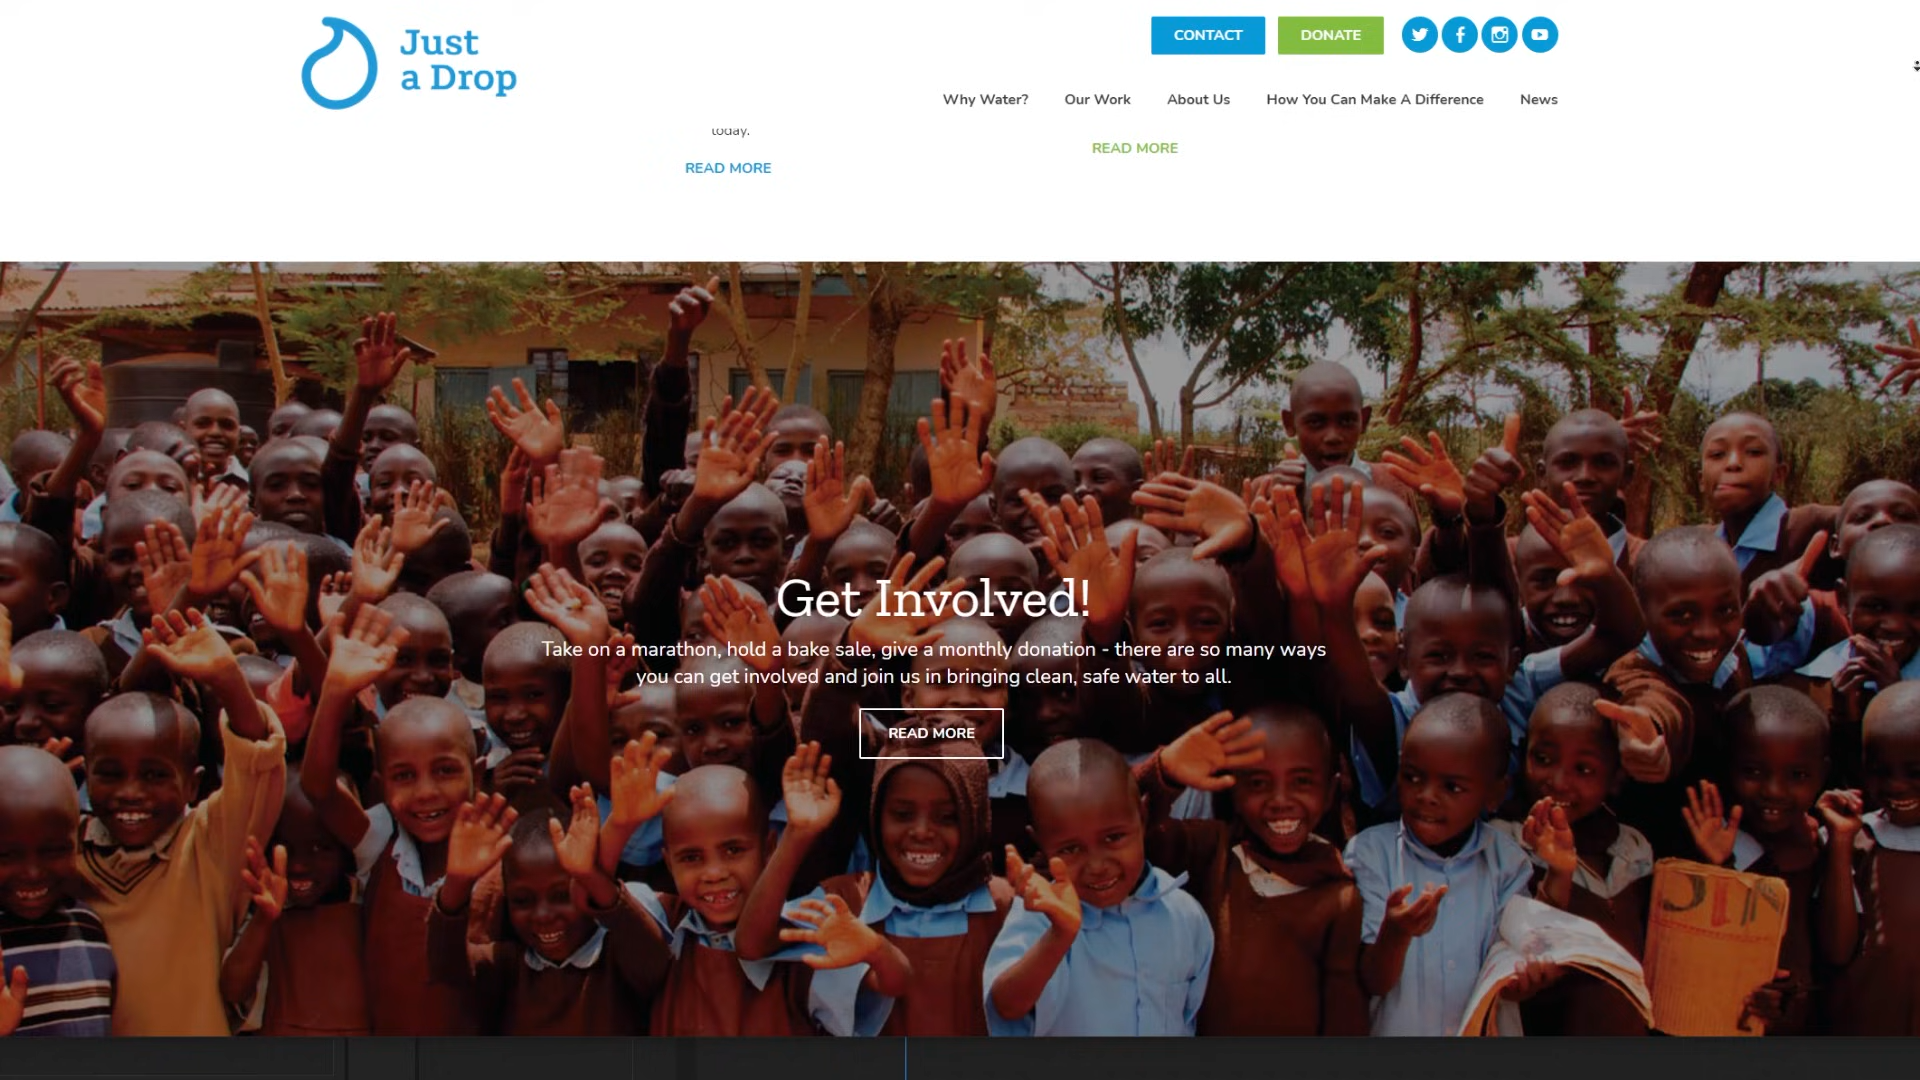 Just
a Drop
CONTACT
DONATE
Why Water?
Our Work
About Us
How You Can Make A Difference
News
today.
READ MORE
READ MORE
Get Involved!
Take on a marathon, hold a bake sale, give a monthly donation - there are so many ways
you can get involved and join us in bringing clean, safe water to all.
READ MORE